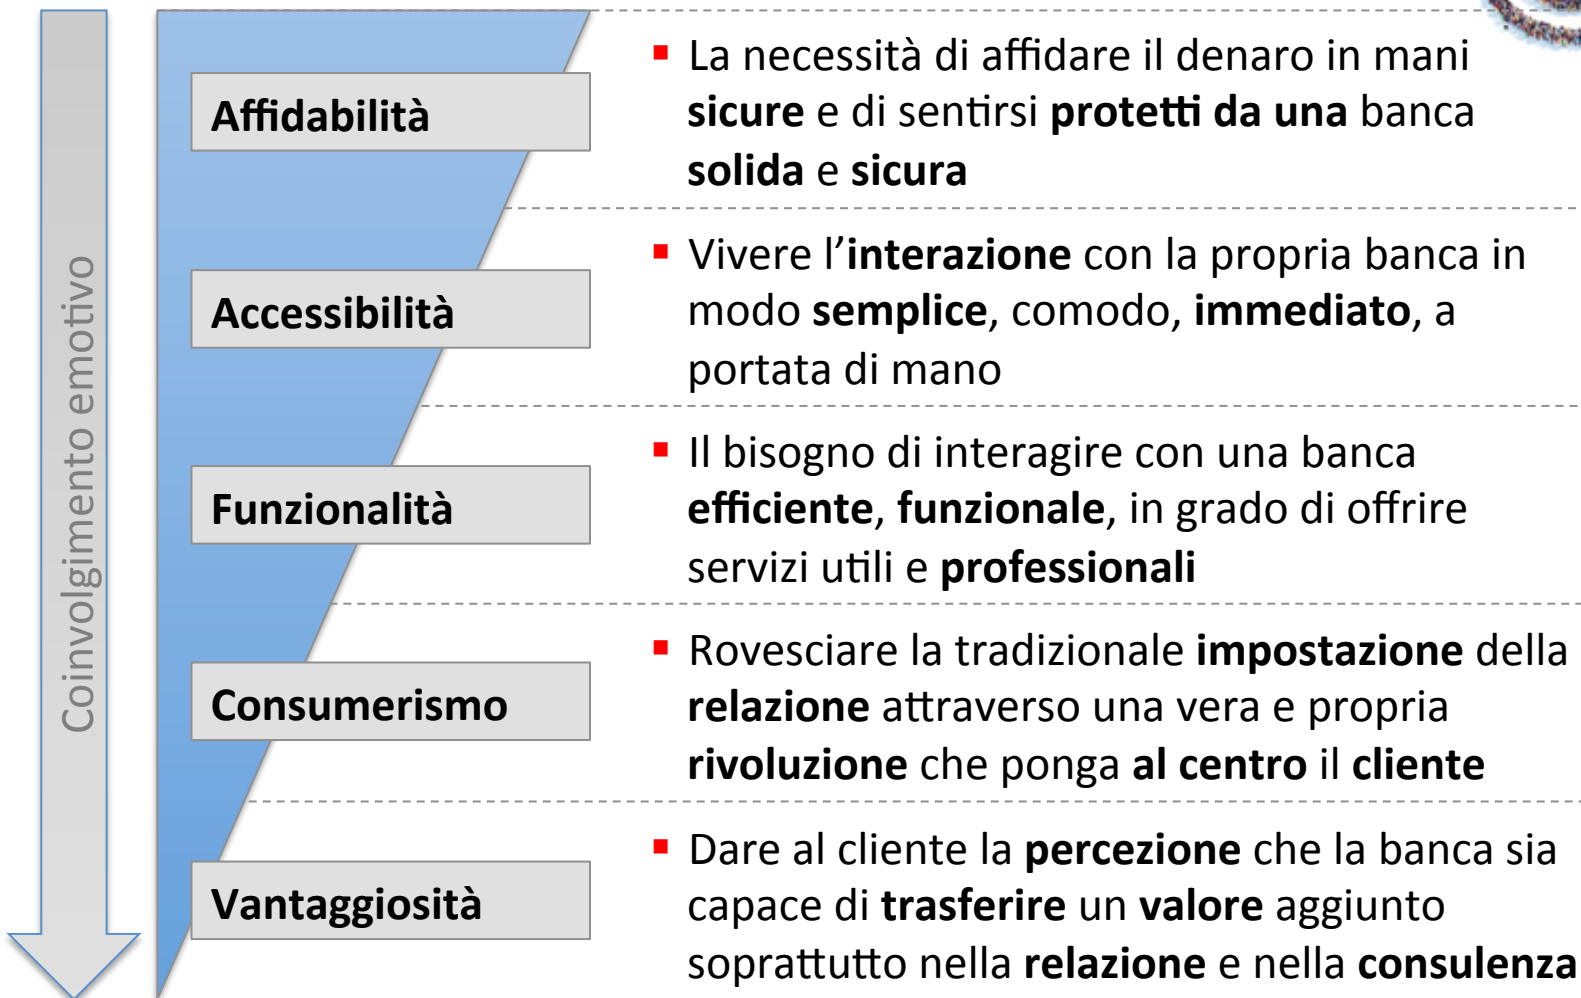 Coinvolgimento emotivo
Affidabilità
▪ La necessità di affidare il denaro in mani
sicure e di sentirsi protetti da una banca
solida e sicura
Accessibilità
▪ Vivere l’interazione con la propria banca in
modo semplice, comodo, immediato, a
portata di mano
Funzionalità
▪ Il bisogno di interagire con una banca
efficiente, funzionale, in grado di offrire
servizi utili e professionali
Consumerismo
▪ Rovesciare la tradizionale impostazione della
relazione attraverso una vera e propria
rivoluzione che ponga al centro il cliente
Vantaggiosità
▪ Dare al cliente la percezione che la banca sia
capace di trasferire un valore aggiunto
soprattutto nella relazione e nella consulenza